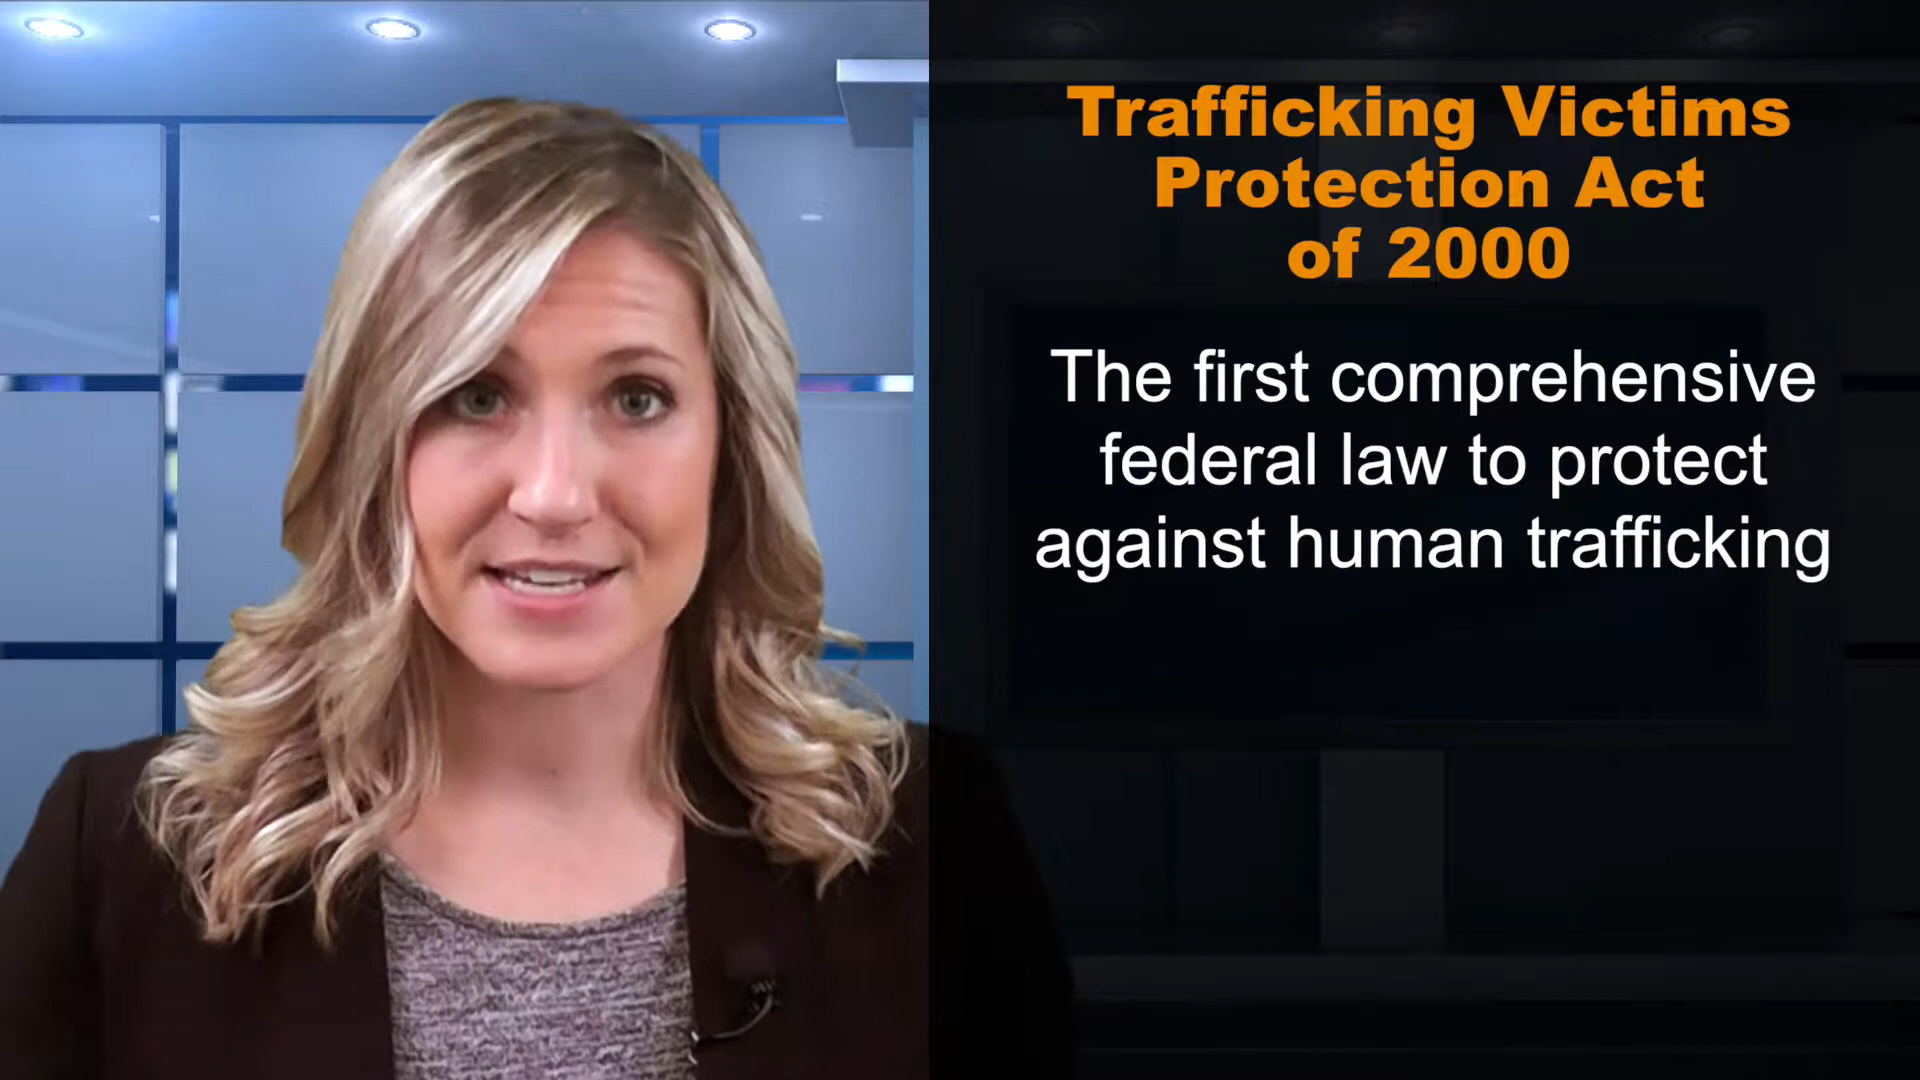 Trafficking Victims
Protection Act
of 2000
The first comprehensive
federal law to protect
against human trafficking